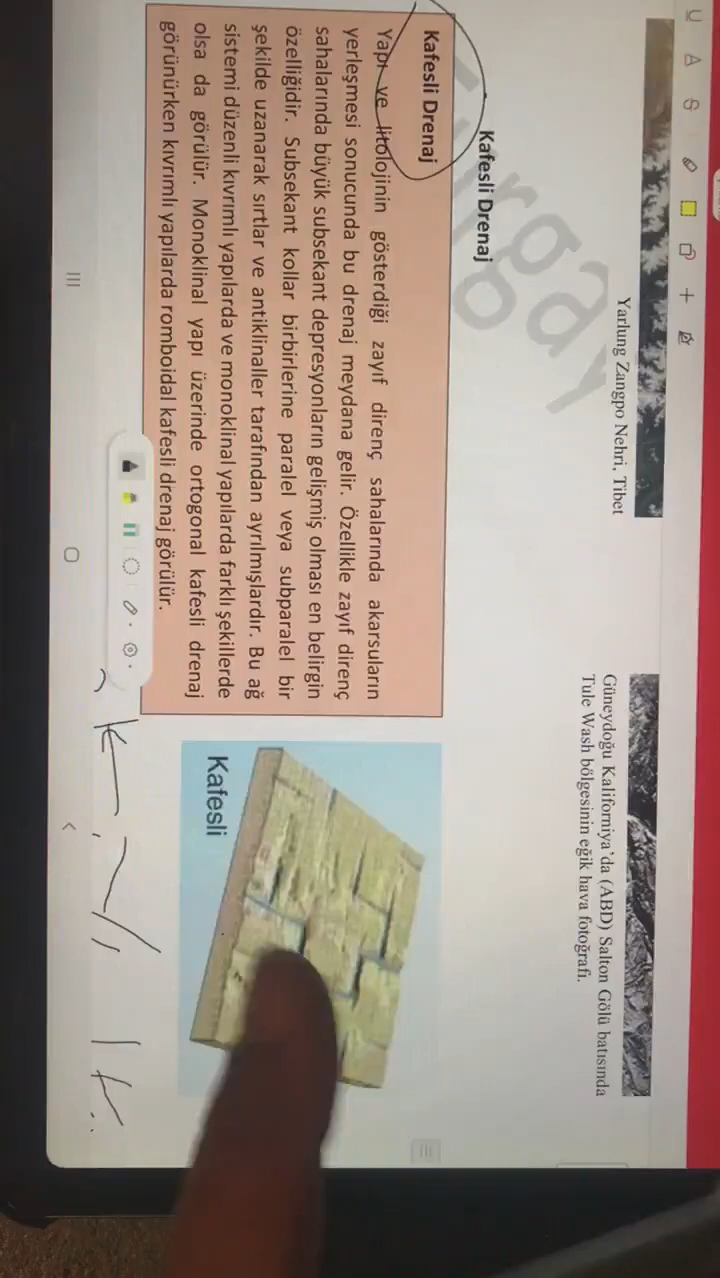 Yarlung Zangpo Nehri, Tibet
Güneydoğu Kaliforniya'da (ABD) Salton Gölü batısında
Tule Wash bölgesinin eğik hava fotoğrafı.
Kafesli Drenaj
Kafesli Drenaj
Yapı ve litolojinin gösterdiği zayıf direnç sahalarında akarsuların
yerleşmesi sonucunda bu drenaj meydana gelir. Özellikle zayıf direnç
sahalarında büyük subsekant depresyonların gelişmiş olması en belirgin
özelliğidir. Subsekant kollar birbirlerine paralel veya subparalel bir
şekilde uzanarak sırtlar ve antiklinaller tarafından ayrılmışlardır. Bu ağ
sistemi düzenli kıvrımlı yapılarda ve monoklinal yapılarda farklı şekillerde
olsa da görülür. Monoklinal yapı üzerinde ortogonal kafesli drenaj
görünürken kıvrımlı yapılarda romboidal kafesli drenaj görülür.
Kafesli